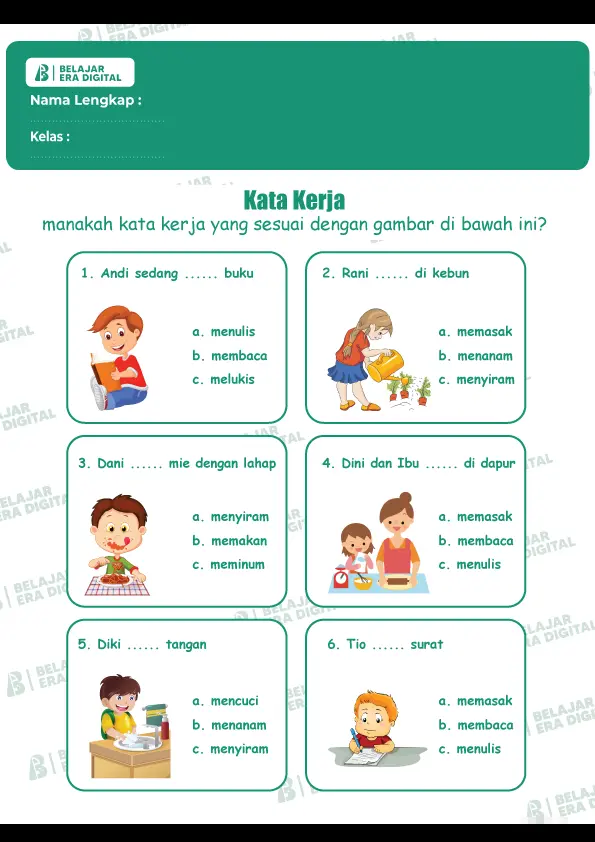 BELAJAR
ERA DIGITAL
Nama Lengkap :
Kelas :
Kata Kerja
manakah kata kerja yang sesuai dengan gambar di bawah ini?
1. Andi sedang ...... buku
a. menulis
b. membaca
c. melukis
2. Rani ...... di kebun
a. memasak
b. menanam
c. menyiram
3. Dani ...... mie dengan lahap
a. menyiram
b. memakan
c. meminum
4. Dini dan Ibu ...... di dapur
a. memasak
b. membaca
c. menulis
5. Diki ...... tangan
a. mencuci
b. menanam
c. menyiram
6. Tio ...... surat
a. memasak
b. membaca
c. menulis